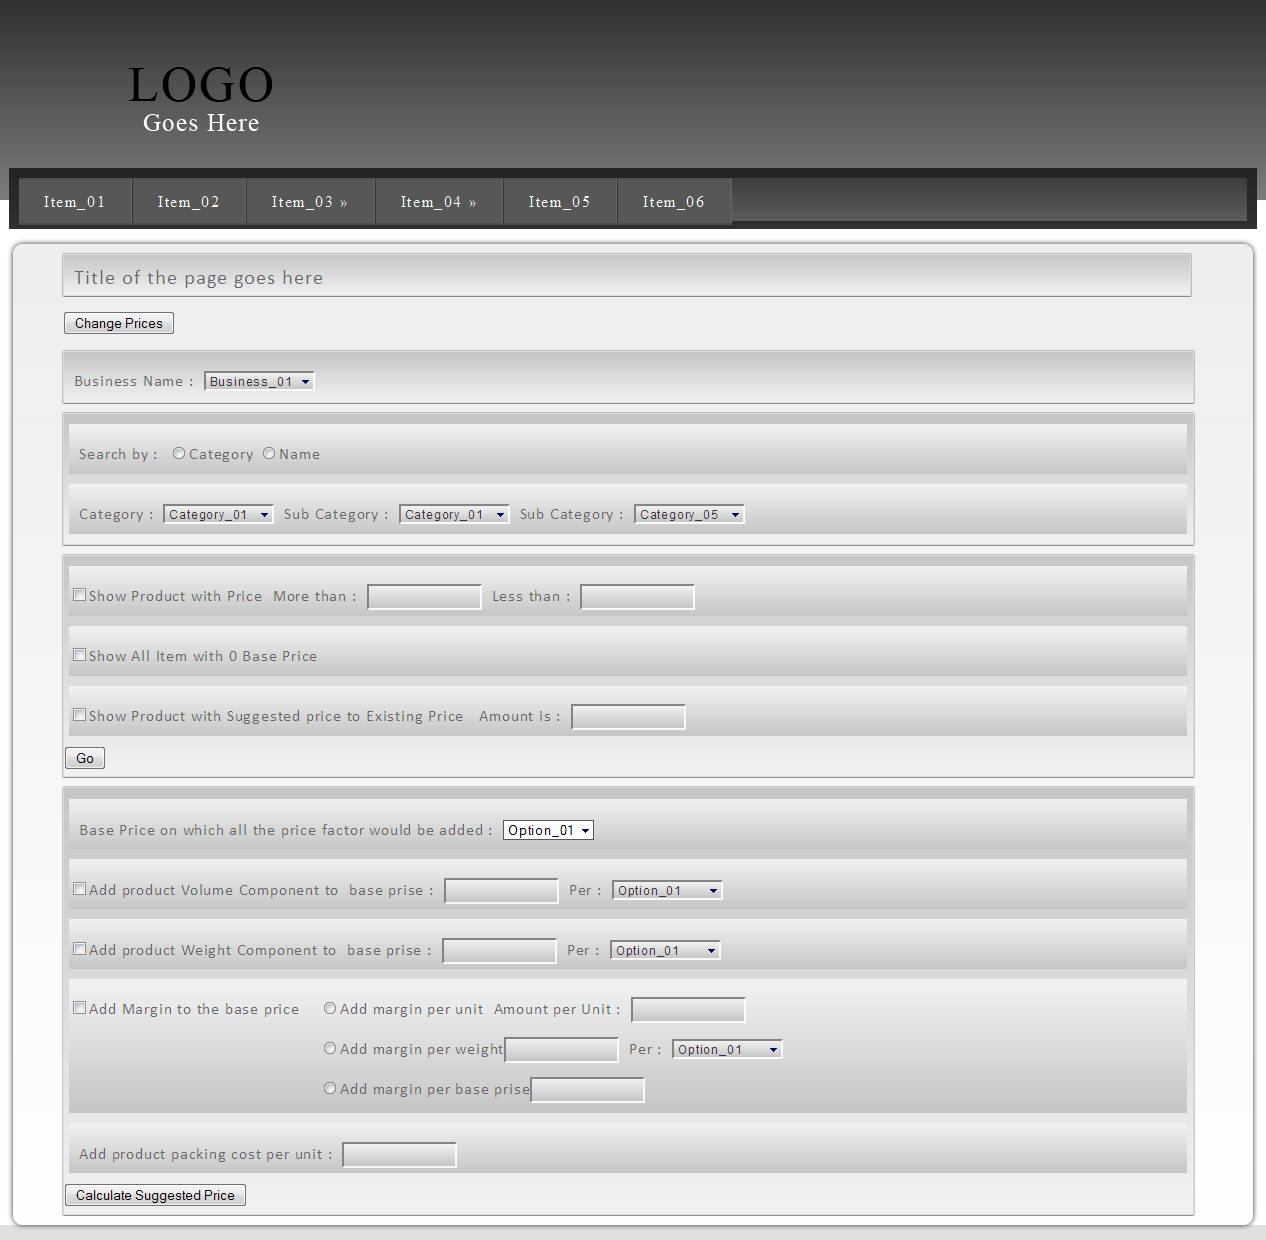 LOGO
Goes Here
Item_01 Item_02 Item_03 » Item_04 » Item_05 Item_06
Title of the page goes here
Change Prices
Business Name : Business_01
Search by : Category Name
Category : Category_01 Sub Category : Category_01 Sub Category : Category_05
Show Product with Price More than : Less than :
Show All Item with 0 Base Price
Show Product with Suggested price to Existing Price Amount is :
Go
Base Price on which all the price factor would be added : Option_01
Add product Volume Component to base prise : Per : Option_01
Add product Weight Component to base prise : Per : Option_01
Add Margin to the base price Add margin per unit Amount per Unit :
Add margin per weight Per : Option_01
Add margin per base prise
Add product packing cost per unit :
Calculate Suggested Price